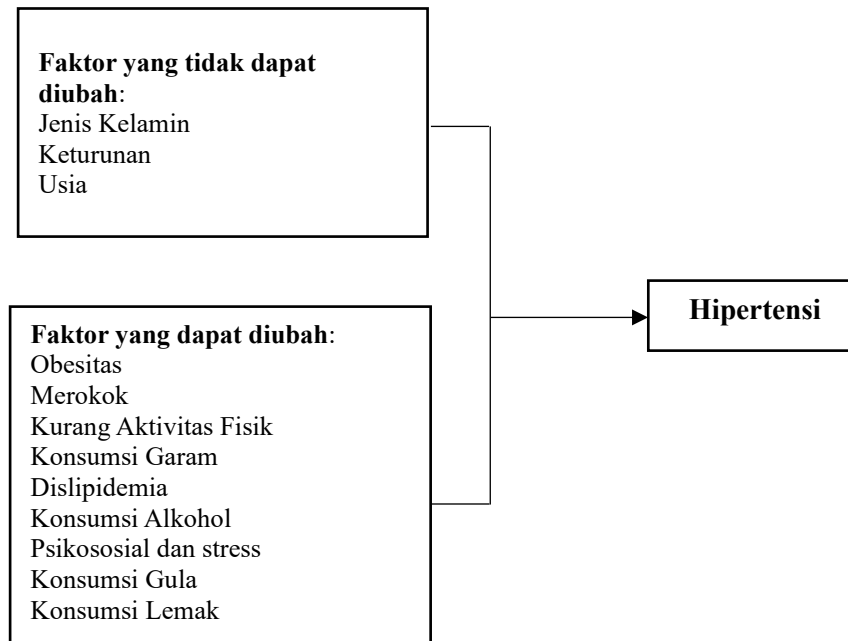 Faktor yang tidak dapat
diubah:
Jenis Kelamin
Keturunan
Usia
Faktor yang dapat diubah:
Obesitas
Merokok
Kurang Aktivitas Fisik
Konsumsi Garam
Dislipidemia
Konsumsi Alkohol
Psikososial dan stress
Konsumsi Gula
Konsumsi Lemak
Hipertensi